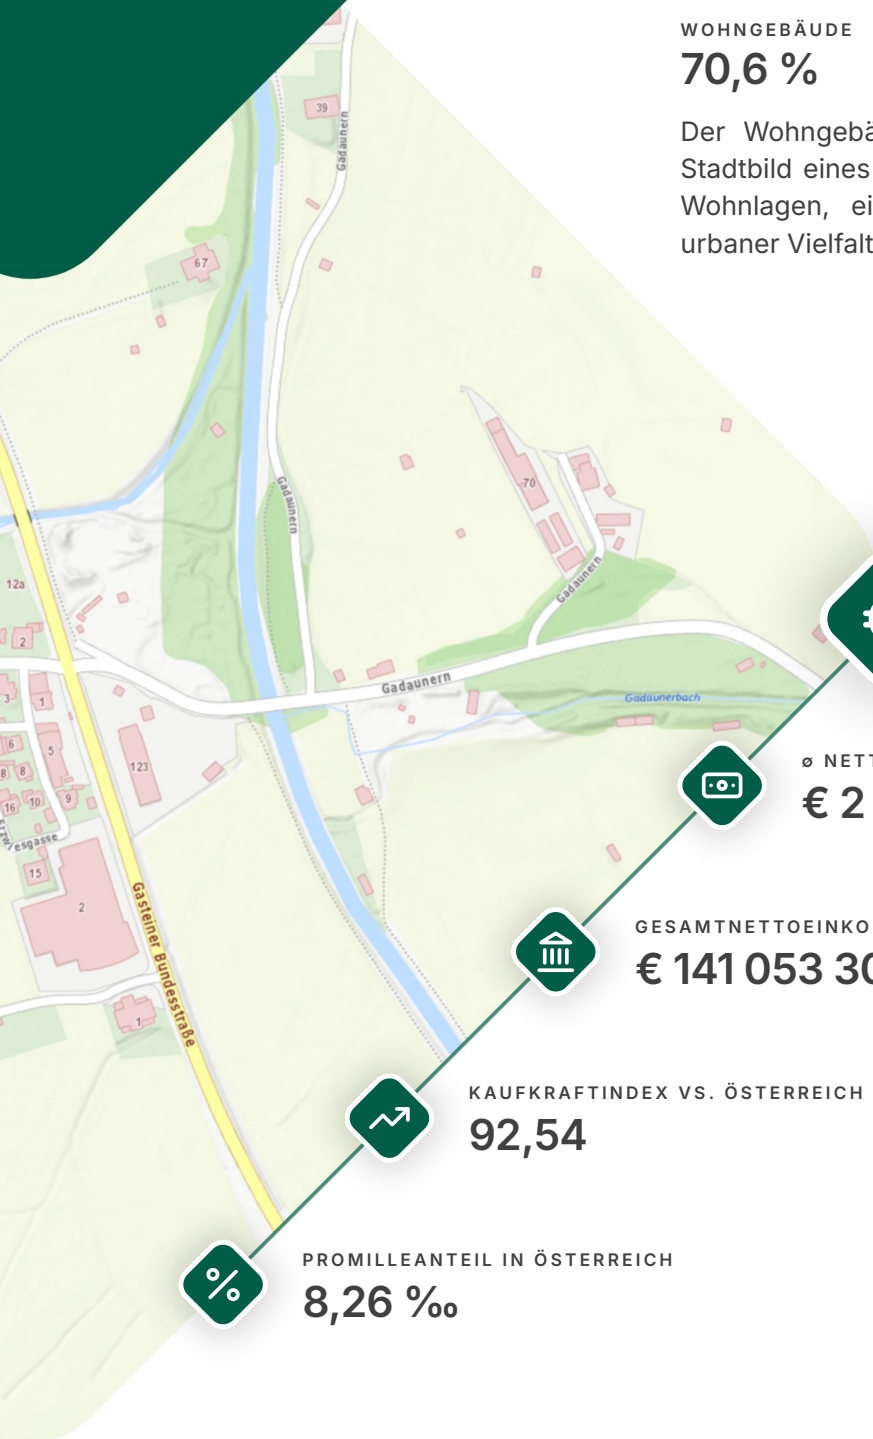 WOHNGEBÄUDE
70,6 %
Der Wohngebä
Stadtbild eines
Wohnlagen, ei
urbaner Vielfalt
39
Gadaunern
67
Gadaunern
70
Gadaunern
12a
2
3
1
Gadaunern
Gadaunerbach
6
5
123
8
8
16
10
9
esgasse
15
2
Gasteiner Bundesstraße
1
ø NETT
€ 2
GESAMTNETTOEINKO
€ 141 053 30
KAUFKRAFTINDEX VS. ÖSTERREICH
92,54
PROMILLEANTEIL IN ÖSTERREICH
8,26 ‰